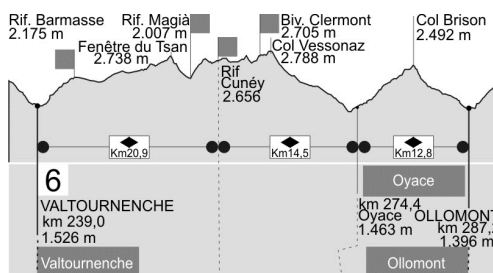 Rif. Barmasse
2.175 m
Rif. Magià
2.007 m
Biv. Clermont
2.705 m
Col Brison
2.492 m
Fenêtre du Tsan
2.738 m
Col Vessonaz
2.788 m
Rif
Cunéy
2.656
Km20,9
Km14,5
Km12,8
6
VALTOURNENCHE
km 239,0
1.526 m
Valtournenche
Oyace
km 274,4
Oyace
1.463 m
OLLOMONT
km 287,
1.396 m
Ollomont